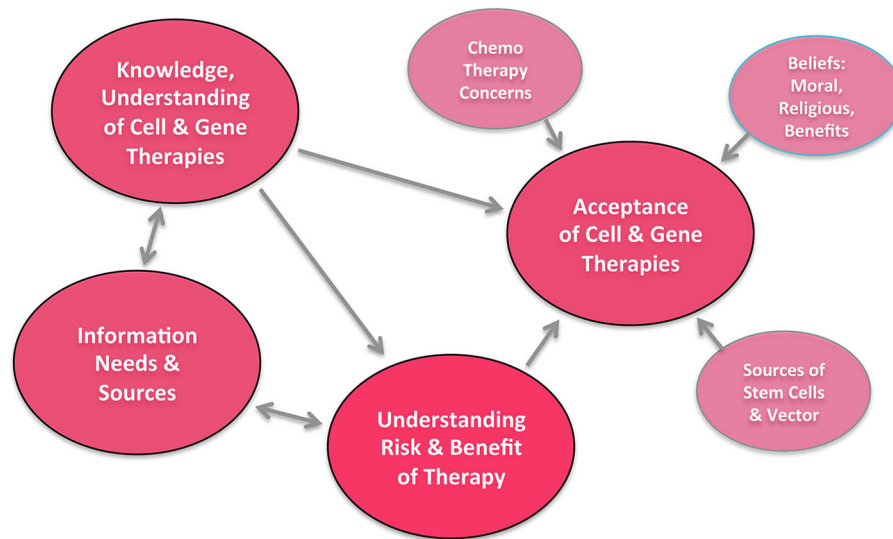 Knowledge,
Understanding
of Cell & Gene
Therapies
Chemo
Therapy
Concerns
Beliefs:
Moral,
Religious,
Benefits
Acceptance
of Cell & Gene
Therapies
Information
Needs &
Sources
Understanding
Risk & Benefit
of Therapy
Sources of
Stem Cells
& Vector